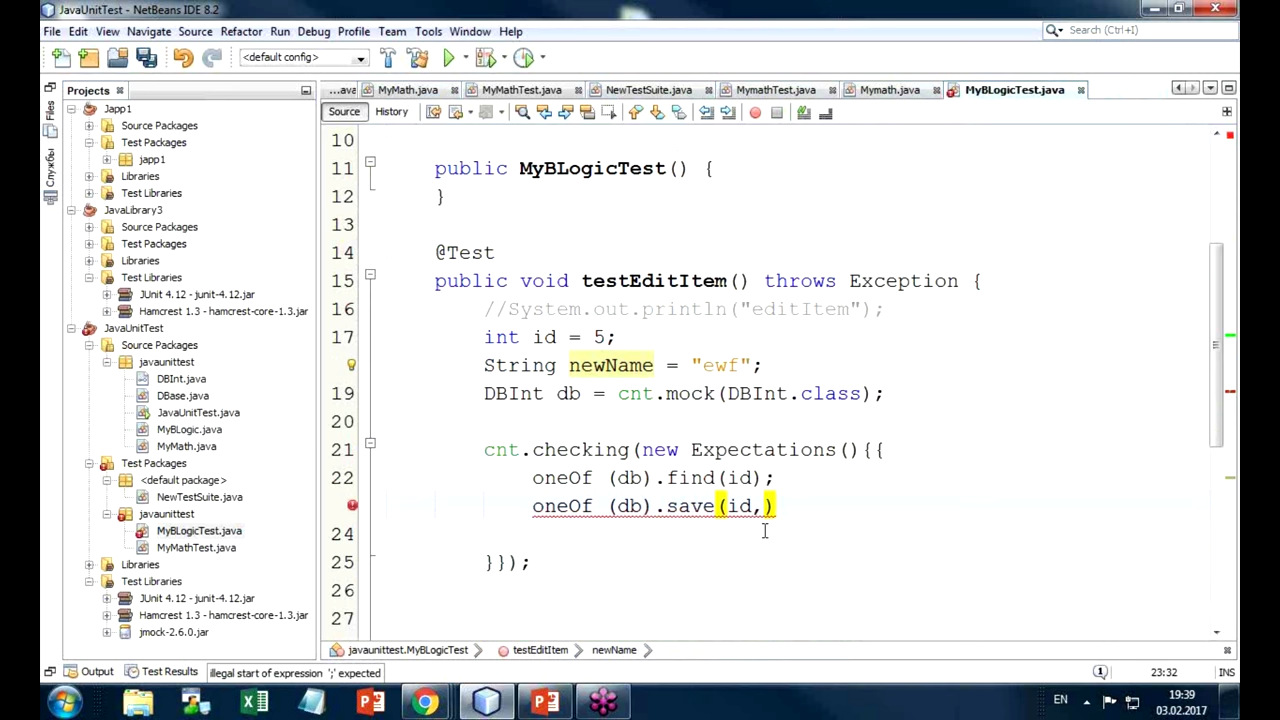 JavaUnitTest - NetBeans IDE 8.2
File Edit View Navigate Source Refactor Run Debug Profile Team Tools Window Help
Search (Ctrl+I)
<default config>
Projects
...ava MyMath.java MyMathTest.java NewTestSuite.java MymathTest.java Mymath.java MyBLogicTest.java
Source History
Files
Службы
Japp1
Source Packages
Test Packages
japp1
Libraries
Test Libraries
JavaLibrary3
Source Packages
Test Packages
Libraries
Test Libraries
JUnit 4.12 - junit-4.12.jar
Hamcrest 1.3 - hamcrest-core-1.3.jar
JavaUnitTest
Source Packages
javaunittest
DBInt.java
DBase.java
JavaUnitTest.java
MyBLogic.java
MyMath.java
Test Packages
<default package>
NewTestSuite.java
javaunittest
MyBLogicTest.java
MyMathTest.java
Libraries
Test Libraries
JUnit 4.12 - junit-4.12.jar
Hamcrest 1.3 - hamcrest-core-1.3.jar
jmock-2.6.0.jar
10
11 public MyBLogicTest() {
12 }
13
14 @Test
15 public void testEditItem() throws Exception {
16 //System.out.println("editItem");
17 int id = 5;
String newName = "ewf";
19 DBInt db = cnt.mock(DBInt.class);
20
21 cnt.checking(new Expectations(){{
22 oneOf (db).find(id);
oneOf (db).save(id,)
24
25 }});
26
27
javaunittest.MyBLogicTest testEditItem newName
Output Test Results illegal start of expression ';' expected 1 23:32 INS
EN 19:39
03.02.2017